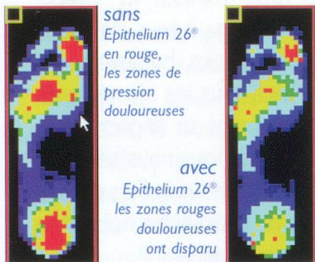 sans
Epithelium 26®
en rouge,
les zones de
pression
douloureuses
avec
Epithelium 26®
les zones rouges
douloureuses
ont disparu